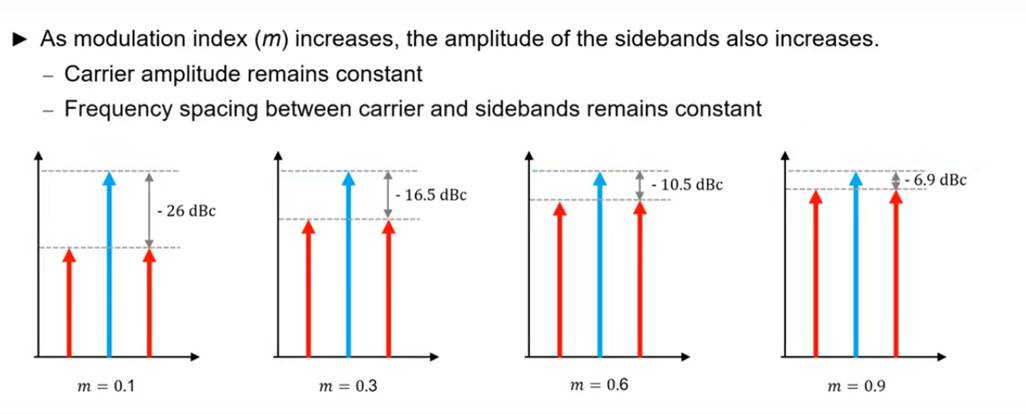 ► As modulation index (m) increases, the amplitude of the sidebands also increases.
– Carrier amplitude remains constant
– Frequency spacing between carrier and sidebands remains constant
- 26 dBc
- 16.5 dBc
- 10.5 dBc
- 6.9 dBc
m = 0.1
m = 0.3
m = 0.6
m = 0.9